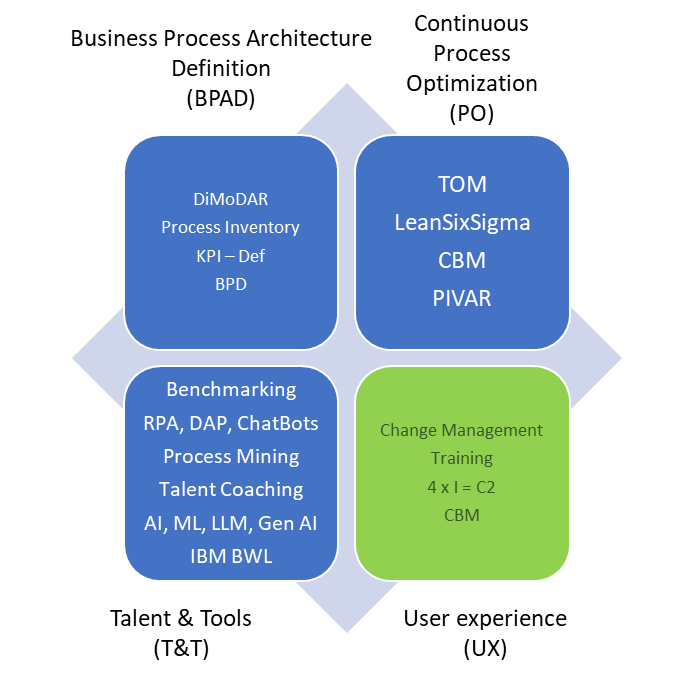 Business Process Architecture
Definition
(BPAD)
Continuous
Process
Optimization
(PO)
DiMoDAR
Process Inventory
KPI – Def
BPD
TOM
LeanSixSigma
CBM
PIVAR
Benchmarking
RPA, DAP, ChatBots
Process Mining
Talent Coaching
AI, ML, LLM, Gen AI
IBM BWL
Change Management
Training
4 x I = C2
CBM
Talent & Tools
(T&T)
User experience
(UX)